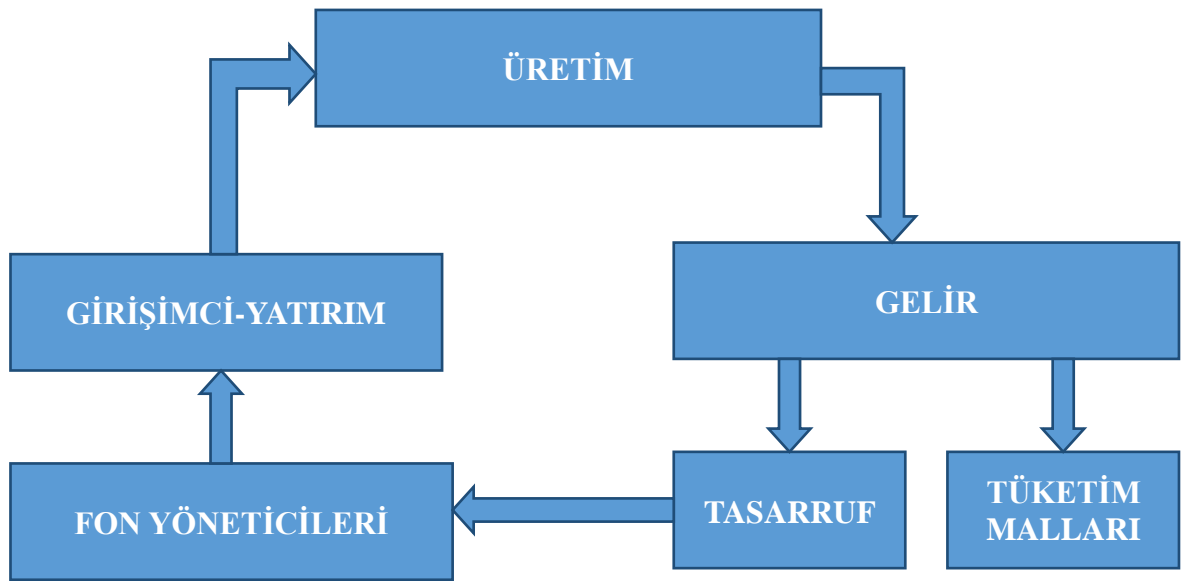 ÜRETİM
GİRİŞİMCİ-YATIRIM
GELİR
FON YÖNETİCİLERİ
TASARRUF
TÜKETİM
MALLARI